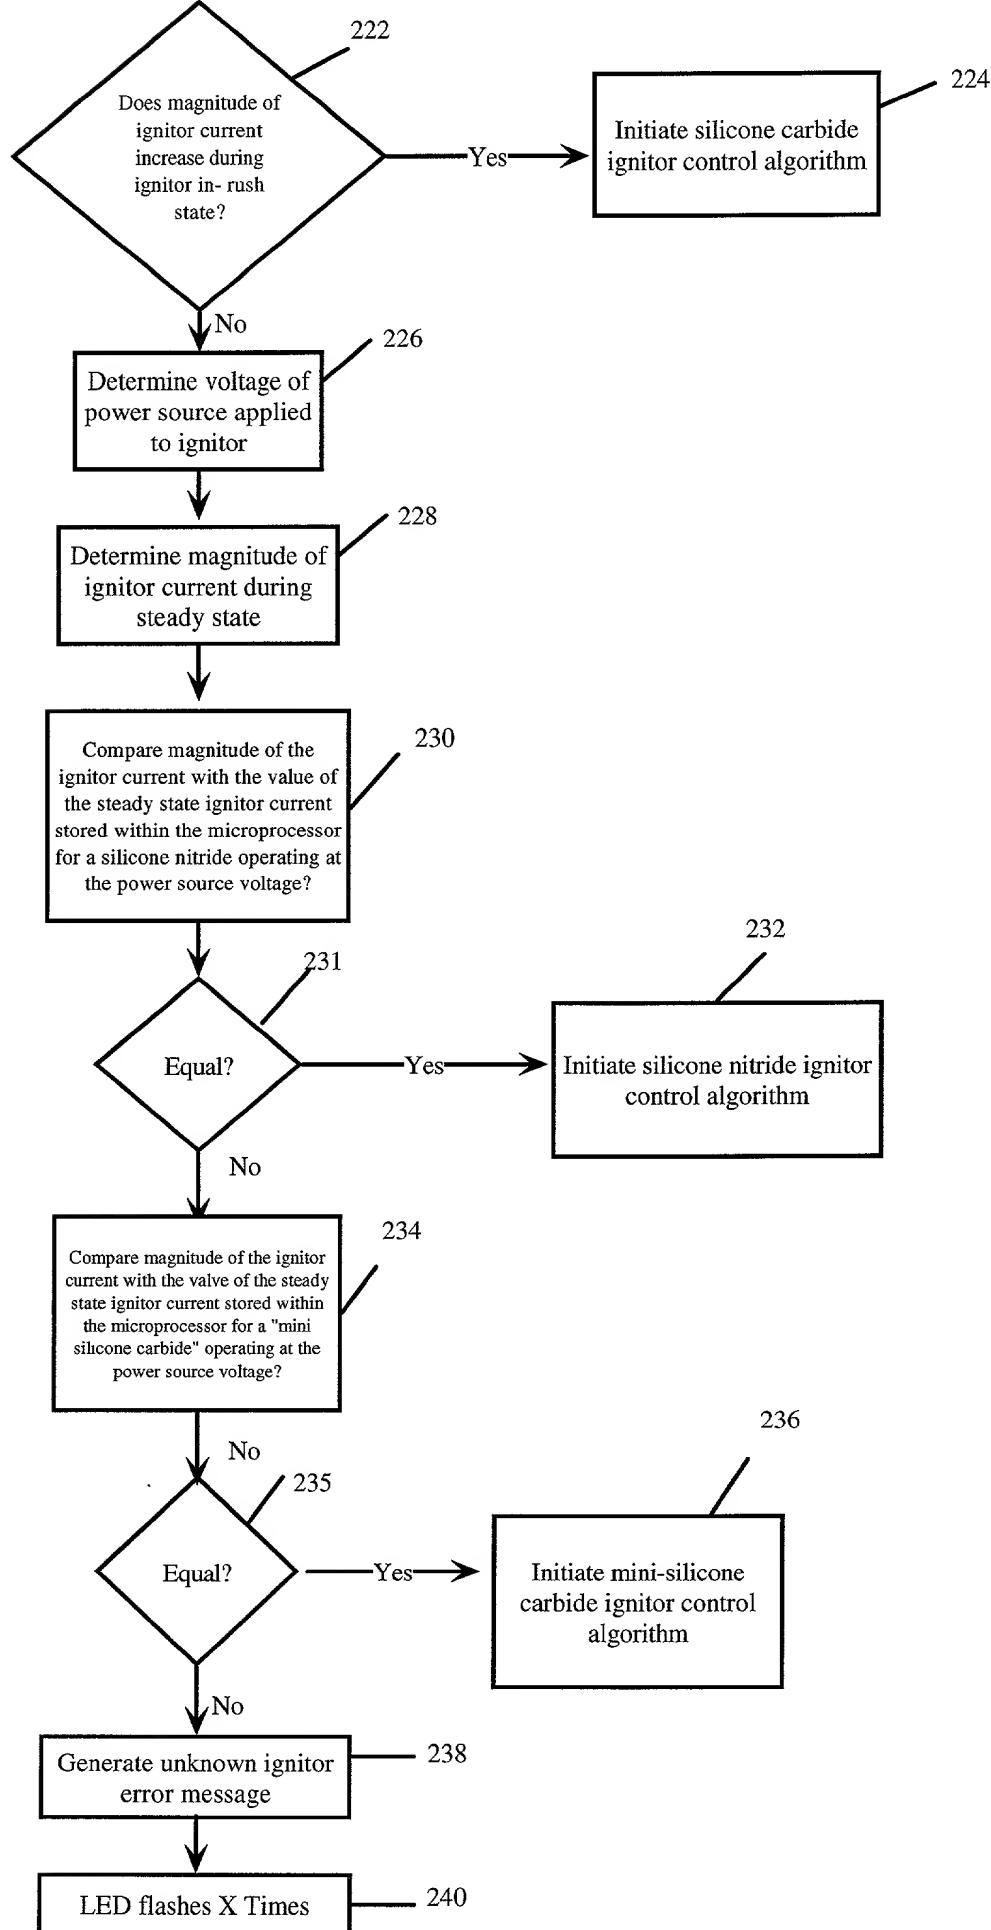 222
Does magnitude of
ignitor current
increase during
ignitor in- rush
state?
Yes
224
Initiate silicone carbide
ignitor control algorithm
No
226
Determine voltage of
power source applied
to ignitor
228
Determine magnitude of
ignitor current during
steady state
230
Compare magnitude of the
ignitor current with the value of
the steady state ignitor current
stored within the microprocessor
for a silicone nitride operating at
the power source voltage?
231
Equal?
Yes
232
Initiate silicone nitride ignitor
control algorithm
No
234
Compare magnitude of the ignitor
current with the valve of the steady
state ignitor current stored within
the microprocessor for a "mini
silicone carbide" operating at the
power source voltage?
No
235
Equal?
Yes
236
Initiate mini-silicone
carbide ignitor control
algorithm
No
238
Generate unknown ignitor
error message
240
LED flashes X Times